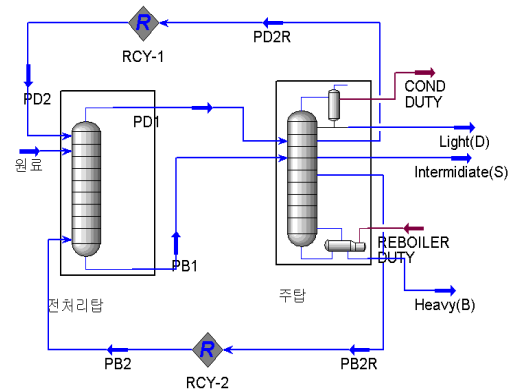 R
PD2R
RCY-1
COND
DUTY
PD2
PD1
Light(D)
원료
Intermidiate(S)
REBOILER
DUTY
PB1
주탑
Heavy(B)
전처리탑
R
PB2
PB2R
RCY-2